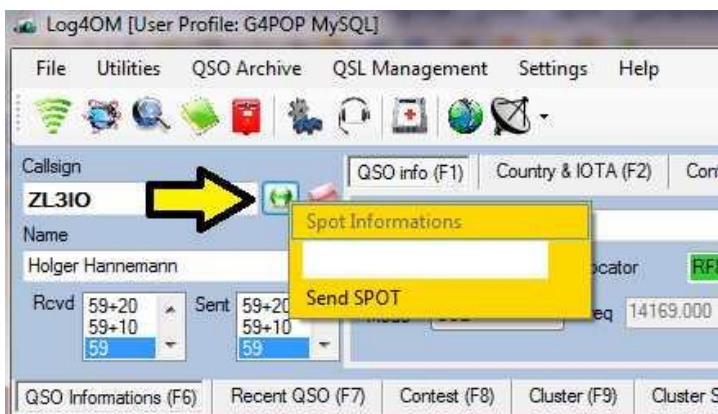 Log4OM [User Profile: G4POP MySQL]
File Utilities QSO Archive QSL Management Settings Help
Callsign
QSO info (F1) Country & IOTA (F2)
ZL3IO
Spot Informations
Name
Holger Hannemann
Rcvd 59+20 Sent 59+20
Send SPOT
14169.000
59+10 59+10
59 59
QSO Informations (F6) Recent QSO (F7) Contest (F8) Cluster (F9) Cluster